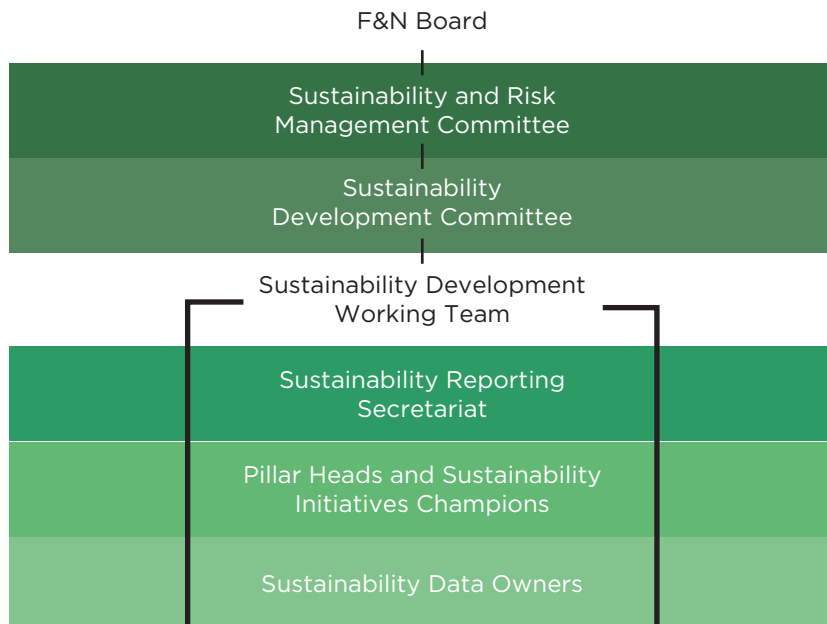 F&N Board
Sustainability and Risk
Management Committee
Sustainability
Development Committee
Sustainability Development
Working Team
Sustainability Reporting
Secretariat
Pillar Heads and Sustainability
Initiatives Champions
Sustainability Data Owners